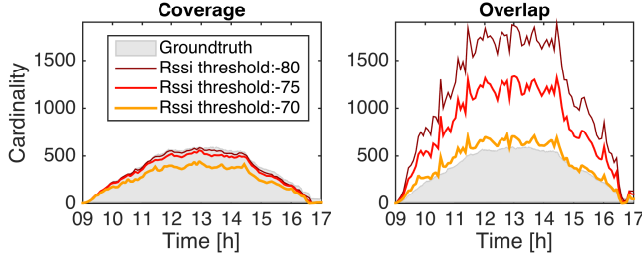 Coverage
Cardinality
1500
1000
500
0
Groundtruth
Rssi threshold:-80
Rssi threshold:-75
Rssi threshold:-70
09 10 11 12 13 14 15 16 17
Time [h]
Overlap
1500
1000
500
0
09 10 11 12 13 14 15 16 17
Time [h]